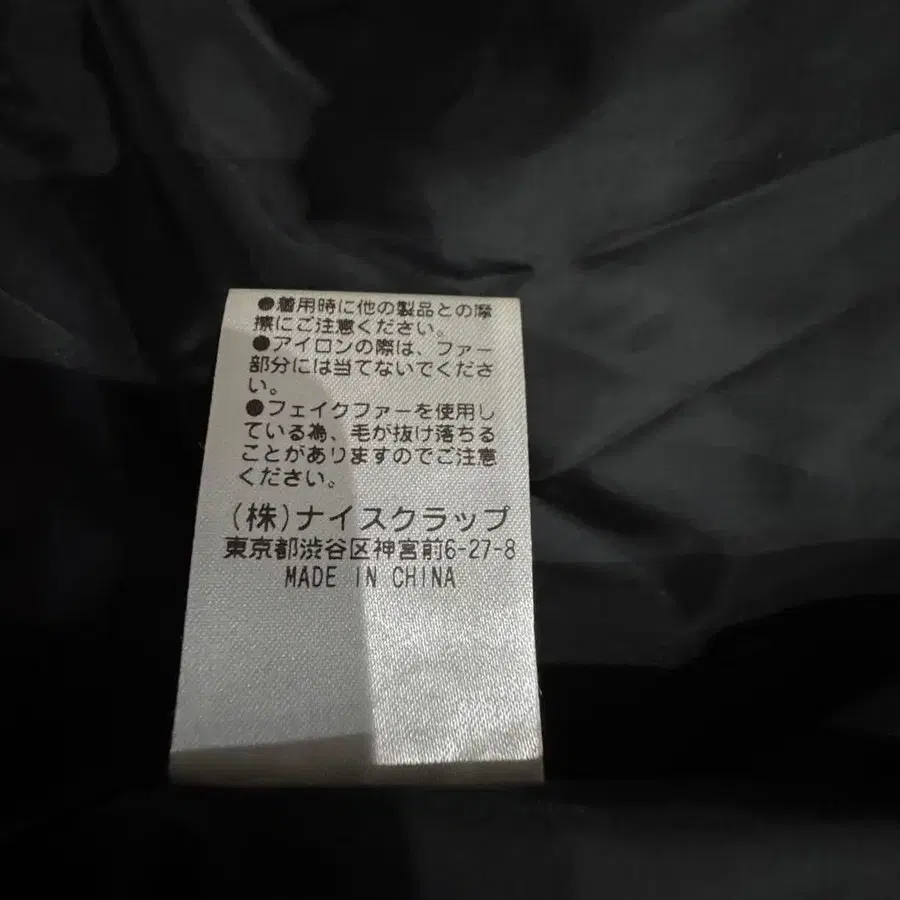 ●着用時に他の製品との摩
擦にご注意ください。
●アイロンの際は、ファー
部分には当てないでくださ
い。
●フェイクファーを使用し
ている為、毛が抜け落ちる
ことがありますのでご注意
ください。
(株)ナイスクラップ
東京都渋谷区神宮前6-27-8
MADE IN CHINA